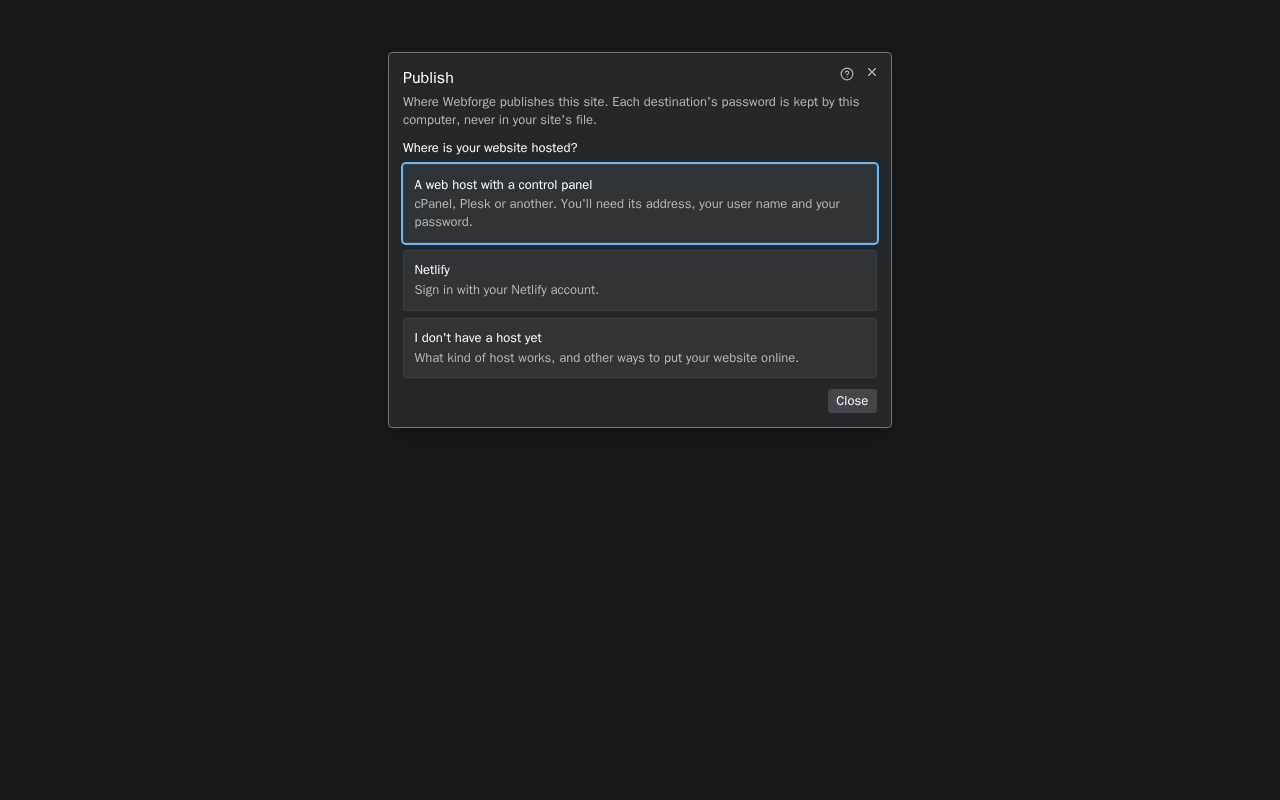 Publish
Where Webforge publishes this site. Each destination's password is kept by this
computer, never in your site's file.
Where is your website hosted?
A web host with a control panel
cPanel, Plesk or another. You'll need its address, your user name and your
password.
Netlify
Sign in with your Netlify account.
I don't have a host yet
What kind of host works, and other ways to put your website online.
Close